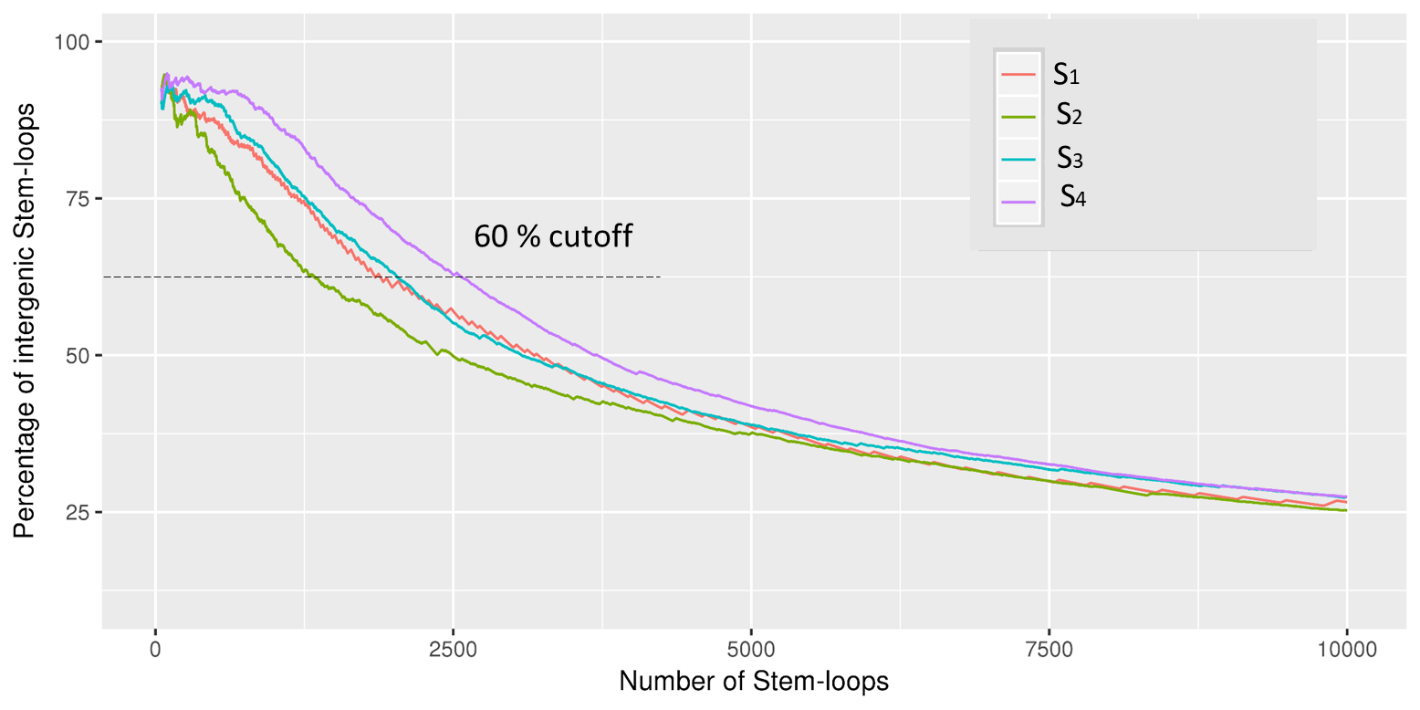 Percentage of intergenic Stem-loops
100
75
50
25
60 % cutoff
S1
S2
S3
S4
0 2500 5000 7500 10000
Number of Stem-loops